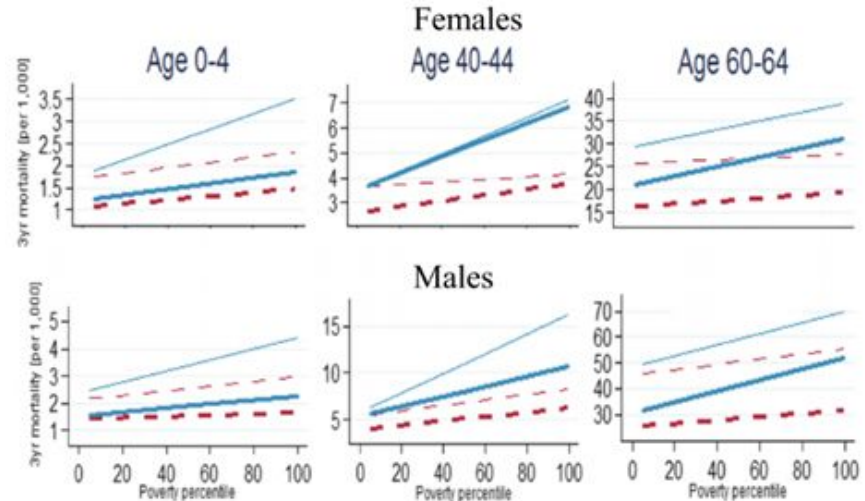 Females
Age 0-4 Age 40-44 Age 60-64
3yr mortality [per 1,000]
3.5 7 40
3 6 35
2.5 5 30
2 4 25
1.5 3 20
1 15
Males
3yr mortality [per 1,000]
5 15 70
4 10 60
3 5 50
2 40
1 30
0 20 40 60 80 100 0 20 40 60 80 100 0 20 40 60 80 100
Poverty percentile Poverty percentile Poverty percentile